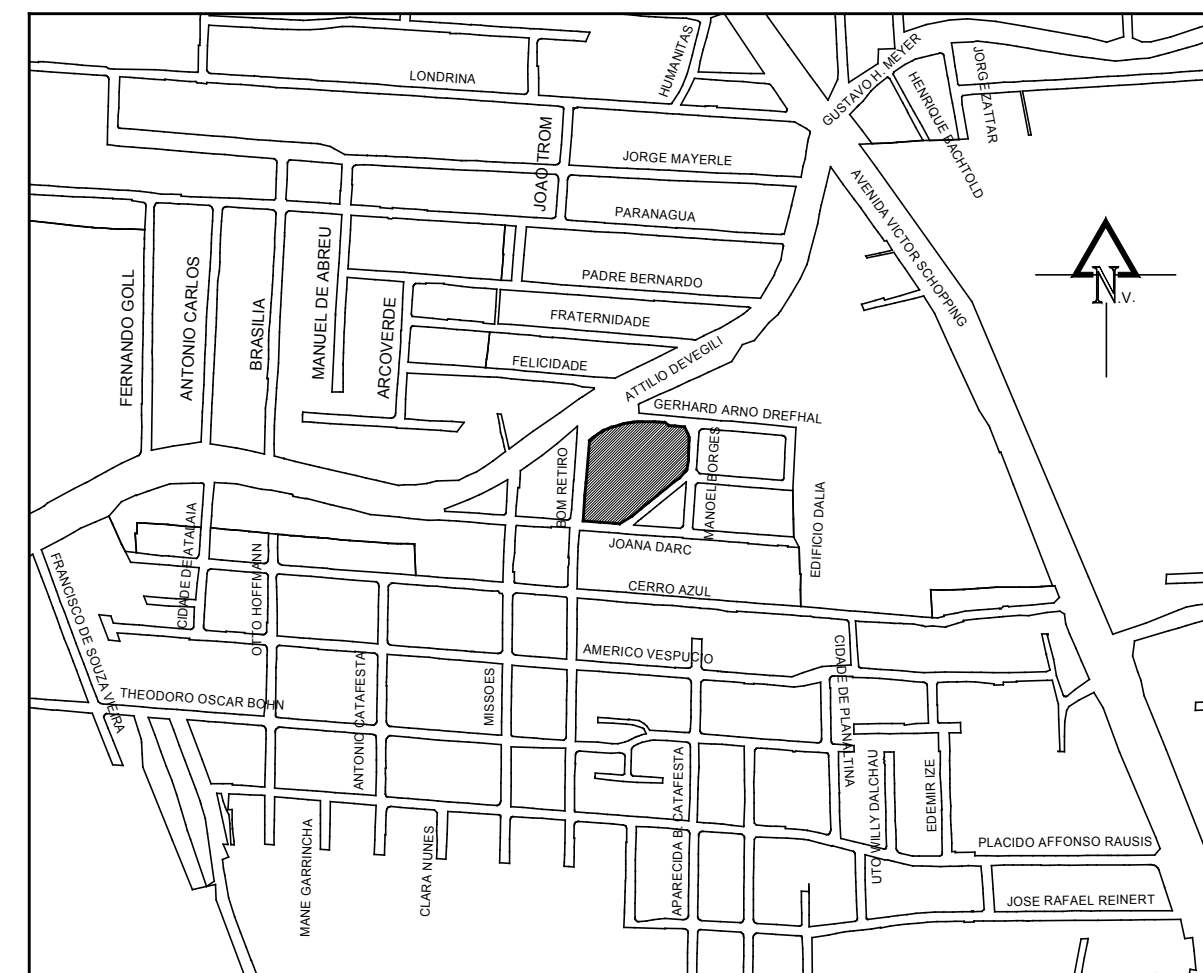 HUMANITAS
GUSTAVO H. MEYER
JORGE ZATTAR
LONDRINA
HENRIQUE BACHTOLD
JOAO TROM
JORGE MAYERLE
AVENIDA VICTOR SCHOPPING
PARANAGUA
FERNANDO GOLL
ANTONIO CARLOS
BRASILIA
MANUEL DE ABREU
ARCOVERDE
PADRE BERNARDO
N.V.
FRATERNIDADE
FELICIDADE
ATTILIO DEVEGILI
GERHARD ARNO DREFHAL
BOM RETIRO
MANOEL BORGES
EDIFICIO DALIA
JOANA DARC
CIDADE DE ATALAIA
OTTO HOFFMANN
FRANCISCO DE SOUZA VIEIRA
CERRO AZUL
AMERICO VESPUCIO
CIDADE DE PLANALTINA
THEODORO OSCAR BOHN
ANTONIO CATAFESTA
MISSOES
APARECIDA B. CATAFESTA
UTO WILLY DALCHAU
EDEMIR IZE
MANE GARRINCHA
CLARA NUNES
PLACIDO AFFONSO RAUSIS
JOSE RAFAEL REINERT